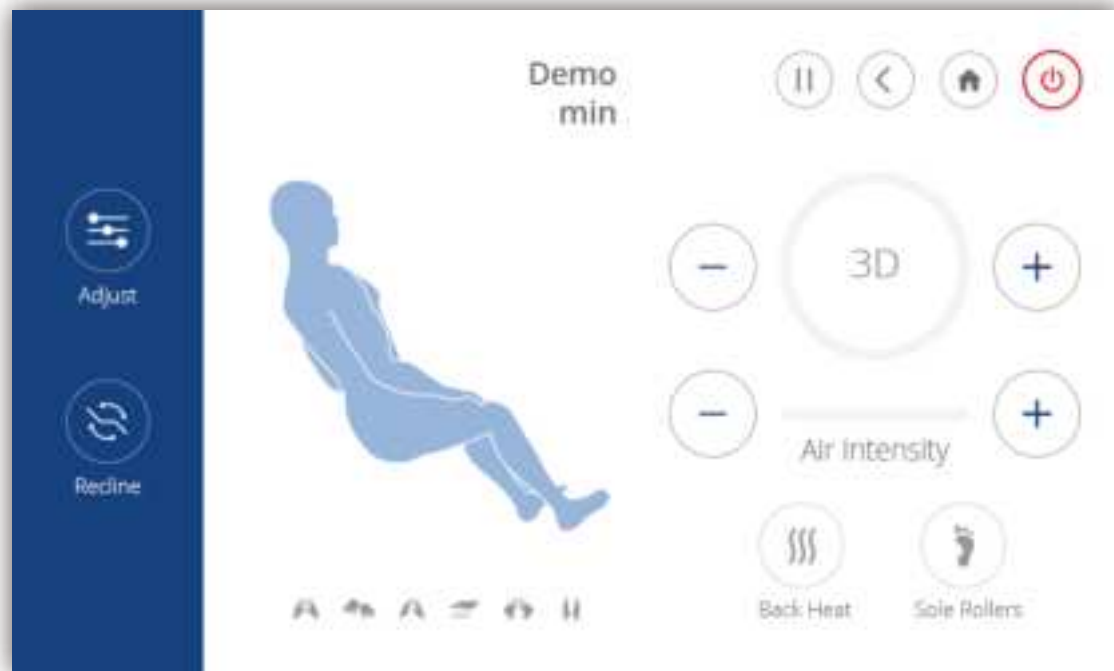 Demo
min
Adjust
3D
Recline
Air Intensity
Back Heat
Sole Rollers